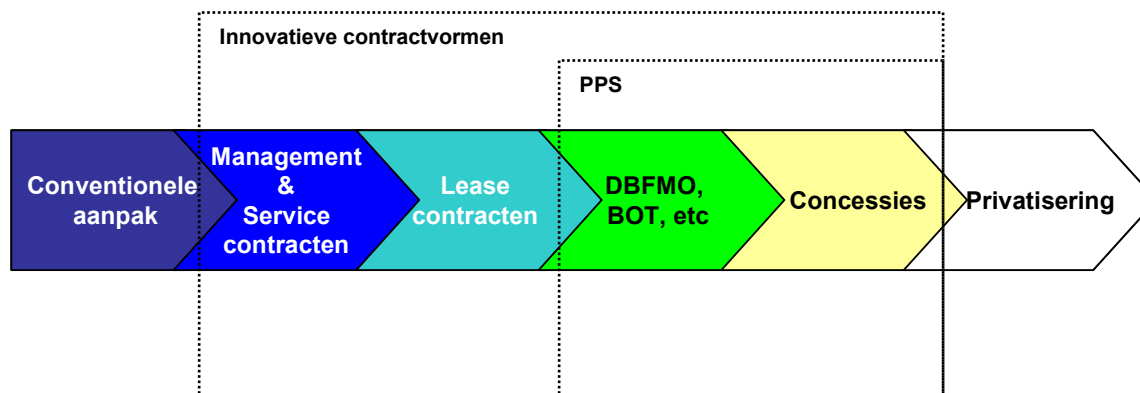 Innovatieve contractvormen
PPS
Conventionele
aanpak
Management
&
Service
contracten
Lease
contracten
DBFMO,
BOT, etc
Concessies
Privatisering